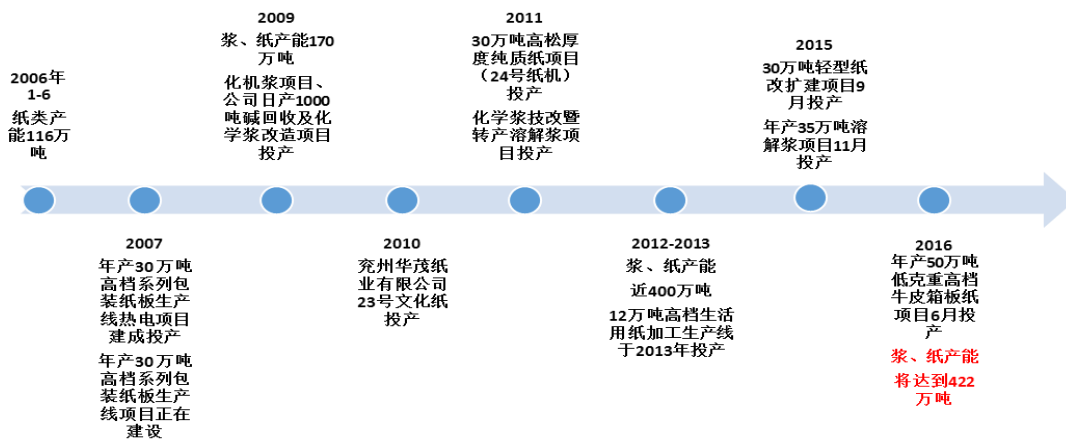 2006年
1-6
纸类产
能116万
吨
2007
年产30万吨
高档系列包
装纸板生产
线热电项目
建成投产
年产30万吨
高档系列包
装纸板生产
线项目正在
建设
2009
浆、纸产能170
万吨
化机浆项目、
公司日产1000
吨碱回收及化
学浆改造项目
投产
2010
兖州华茂纸
业有限公司
23号文化纸
投产
2011
30万吨高松厚
度纯质纸项目
（24号纸机）
投产
化学浆技改暨
转产溶解浆项
目投产
2012-2013
浆、纸产能
近400万吨
12万吨高档生活
用纸加工生产线
于2013年投产
2015
30万吨轻型纸
改扩建项目9
月投产
年产35万吨溶
解浆项目11月
投产
2016
年产50万吨
低克重高档
牛皮箱板纸
项目6月投
产
浆、纸产能
将达到422
万吨